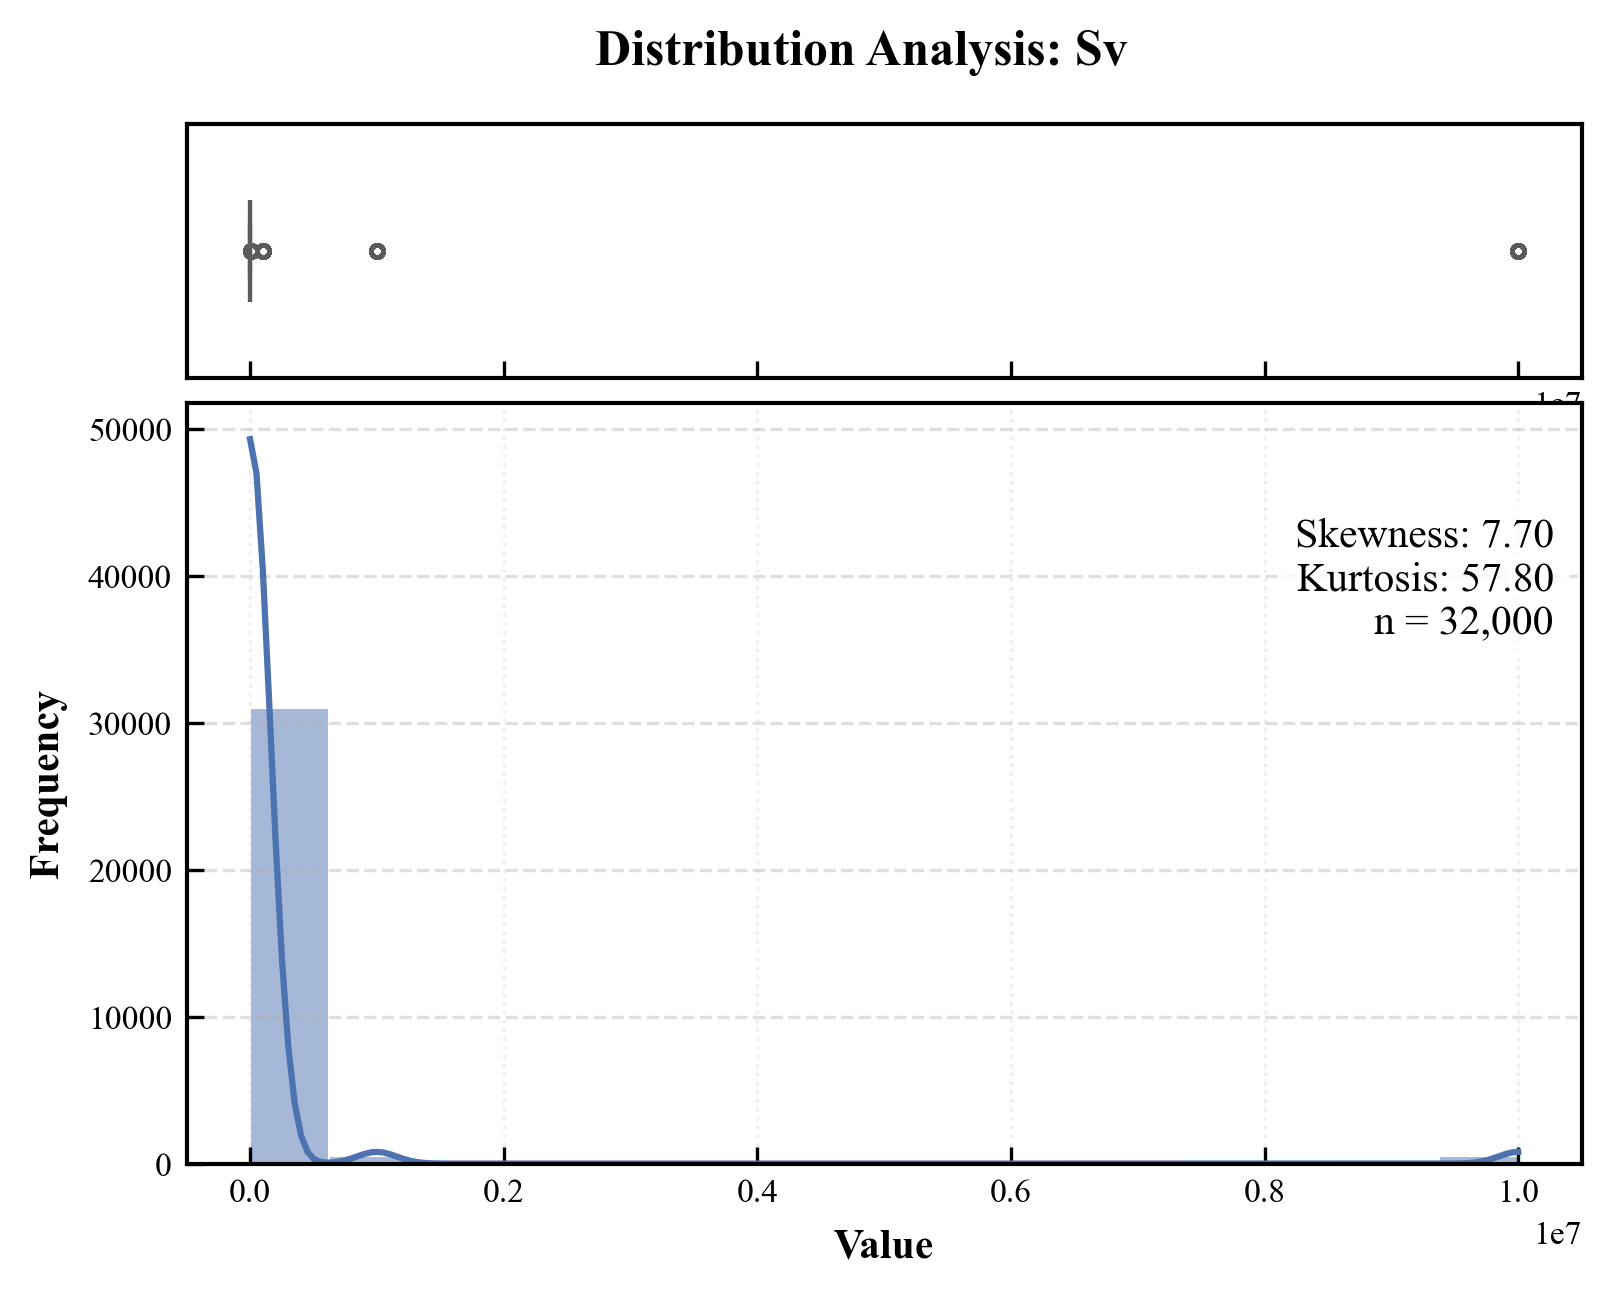 Distribution Analysis: Sv
1e7
50000
40000
30000
20000
10000
0
Frequency
Skewness: 7.70
Kurtosis: 57.80
n = 32,000
0.0 0.2 0.4 0.6 0.8 1.0
Value
1e7